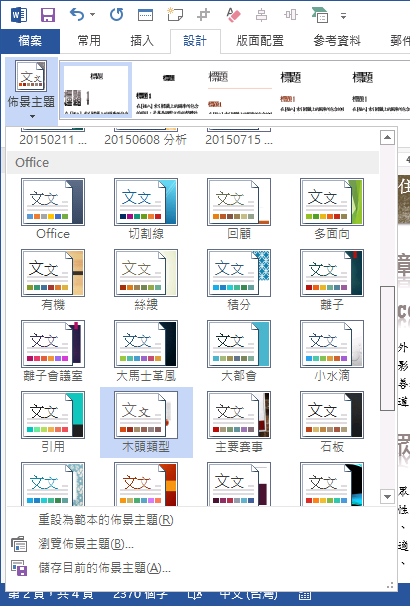 檔案 常用 插入 設計 版面配置 參考資料 郵件
佈景主題
標題 標題 標題 標題 標題
20150211 ... 20150608 分析 20150715 ...
Office
文文 文文 文文 文文
Office 切割線 回顧 多面向
文文 文文 文文 文文
有機 絲縷 積分 離子
文文 文文 文文 文文
離子會議室 大馬士革風 大都會 小水滴
文文 文文 文文 文文
引用 木頭類型 主要賽事 石板
文文 文文 文文 文文
重設為範本的佈景主題(R)
瀏覽佈景主題(B)...
儲存目前的佈景主題(A)...
第 2 頁，共 4 頁 2370 個字 中文 (台灣)